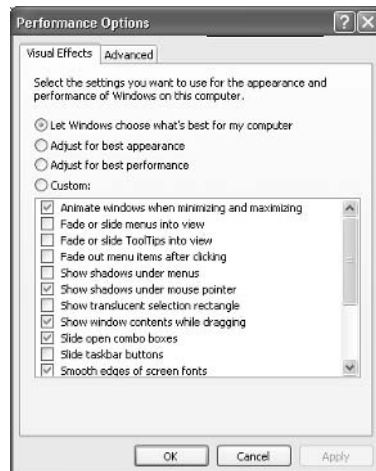 Performance Options
Visual Effects
Advanced
Select the settings you want to use for the appearance and
performance of Windows on this computer.
Let Windows choose what's best for my computer
Adjust for best appearance
Adjust for best performance
Custom:
Animate windows when minimizing and maximizing
Fade or slide menus into view
Fade or slide ToolTips into view
Fade out menu items after clicking
Show shadows under menus
Show shadows under mouse pointer
Show translucent selection rectangle
Show window contents while dragging
Slide open combo boxes
Slide taskbar buttons
Smooth edges of screen fonts
OK
Cancel
Apply